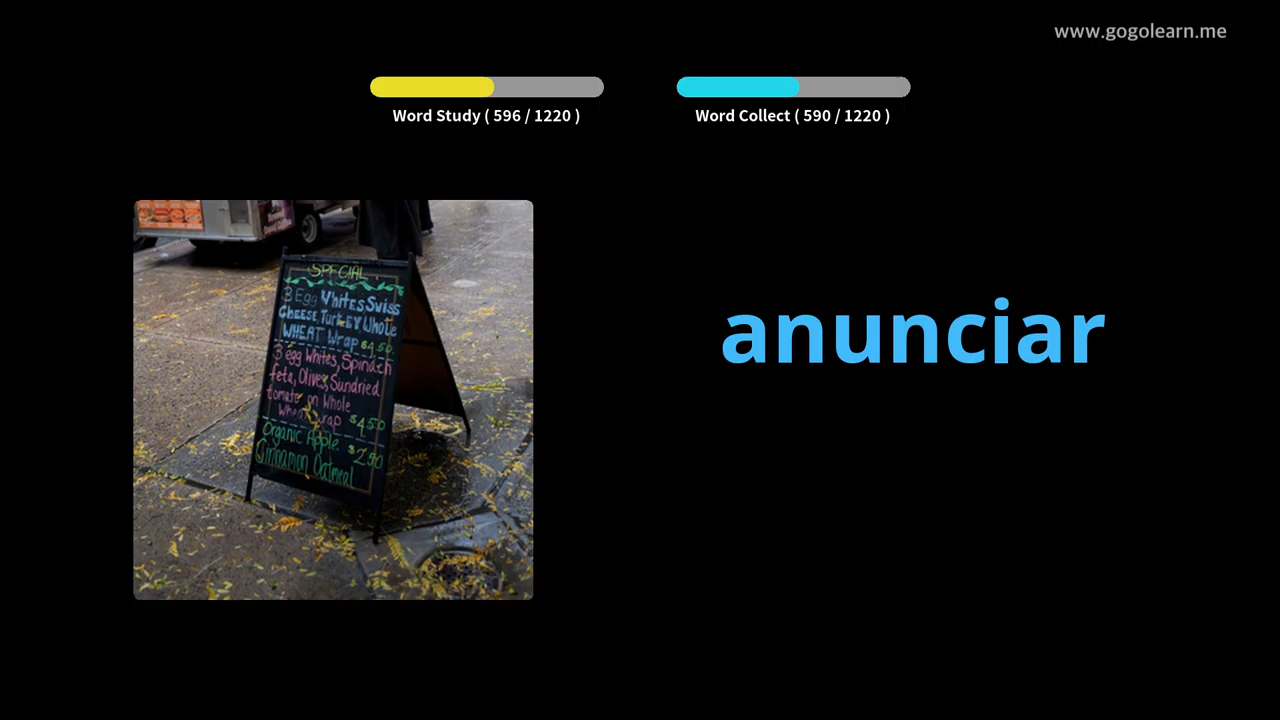 www.gogolearn.me
Word Study ( 596 / 1220 )
Word Collect ( 590 / 1220 )
SPECIAL
3 Egg Whites, Swiss
Cheese, Turkey Whole
WHEAT Wrap $4.50
3 egg Whites, Spinach
feta, Olives, Sundried
tomato on Whole
Wheat Wrap $4.50
Organic Apple
Cinnamon Oatmeal $2.50
anunciar